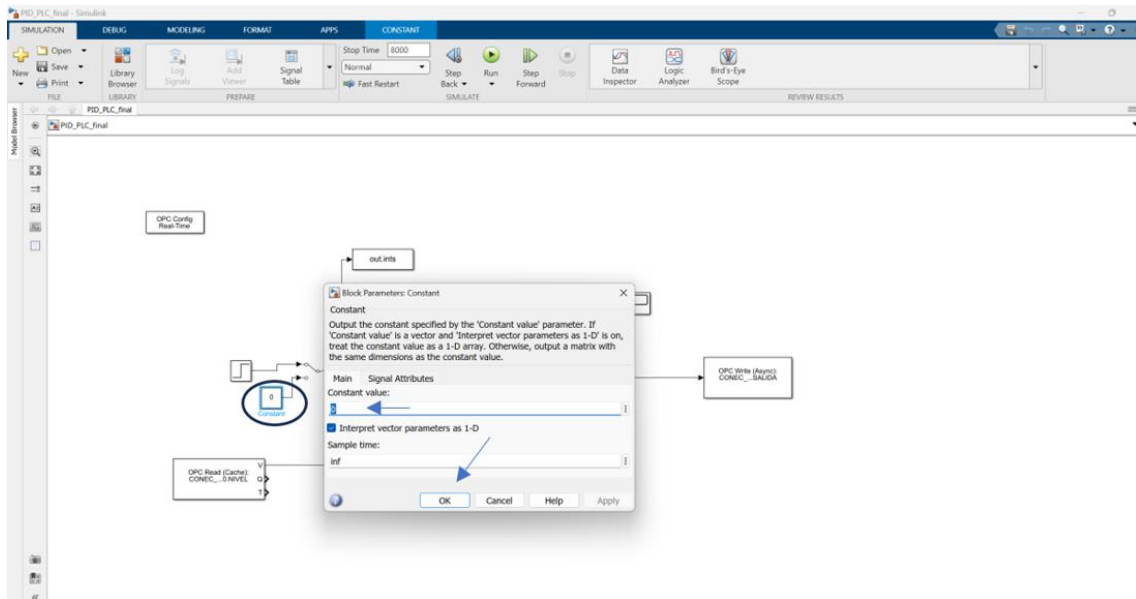 PID_PLC_final - Simulink
SIMULATION DEBUG MODELING FORMAT APPS CONSTANT
New
Open
Save
Print
FILE
Library Browser
LIBRARY
Log Signals
Add Viewer
Signal Table
PREPARE
Stop Time 8000
Normal
Fast Restart
Step Back
Run
Step Forward
Stop
SIMULATE
Data Inspector
Logic Analyzer
Bird's-Eye Scope
REVIEW RESULTS
PID_PLC_final
Model Browser
PID_PLC_final
OPC Config
Real-Time
out.ints
Block Parameters: Constant
Constant
Output the constant specified by the 'Constant value' parameter. If
'Constant value' is a vector and 'Interpret vector parameters as 1-D' is on,
treat the constant value as a 1-D array. Otherwise, output a matrix with
the same dimensions as the constant value.
Main Signal Attributes
Constant value:
0
Interpret vector parameters as 1-D
Sample time:
inf
OK Cancel Help Apply
0
Constant
OPC Write (Async):
CONEC_...SALIDA
OPC Read (Cache):
CONEC_...0.NIVEL
V
Q
T